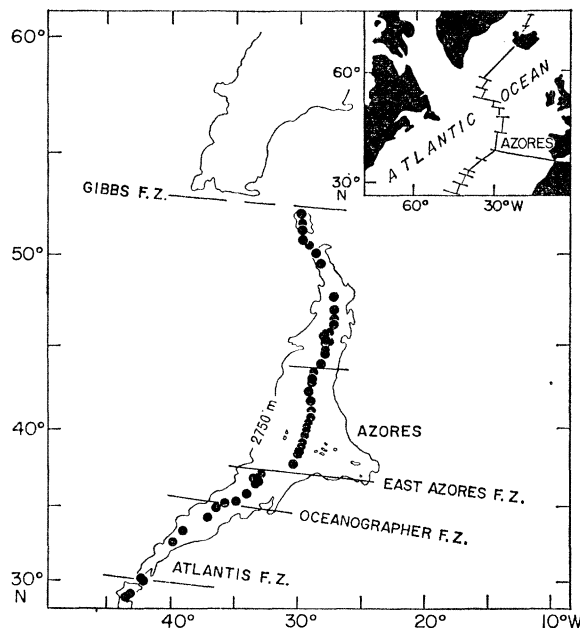 60°
50°
40°
30°
N
40°
30°
20°
10°W
GIBBS F.Z.
2750 m
AZORES
EAST AZORES F.Z.
OCEANOGRAPHER F.Z.
ATLANTIS F.Z.
60°
30°
N
60°
30°W
ATLANTIC OCEAN
AZORES